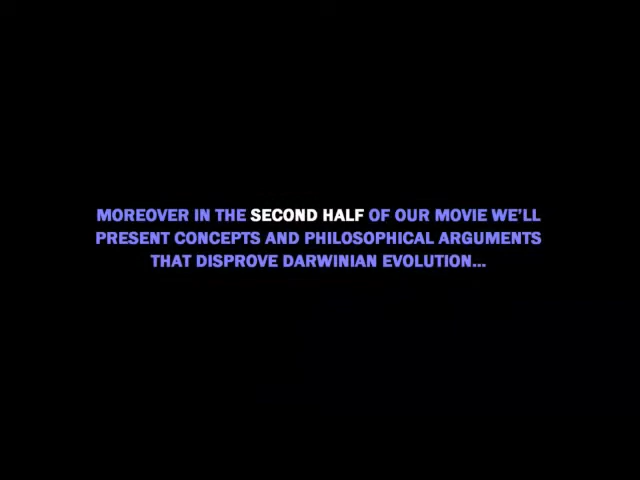 MOREOVER IN THE SECOND HALF OF OUR MOVIE WE'LL
PRESENT CONCEPTS AND PHILOSOPHICAL ARGUMENTS
THAT DISPROVE DARWINIAN EVOLUTION...